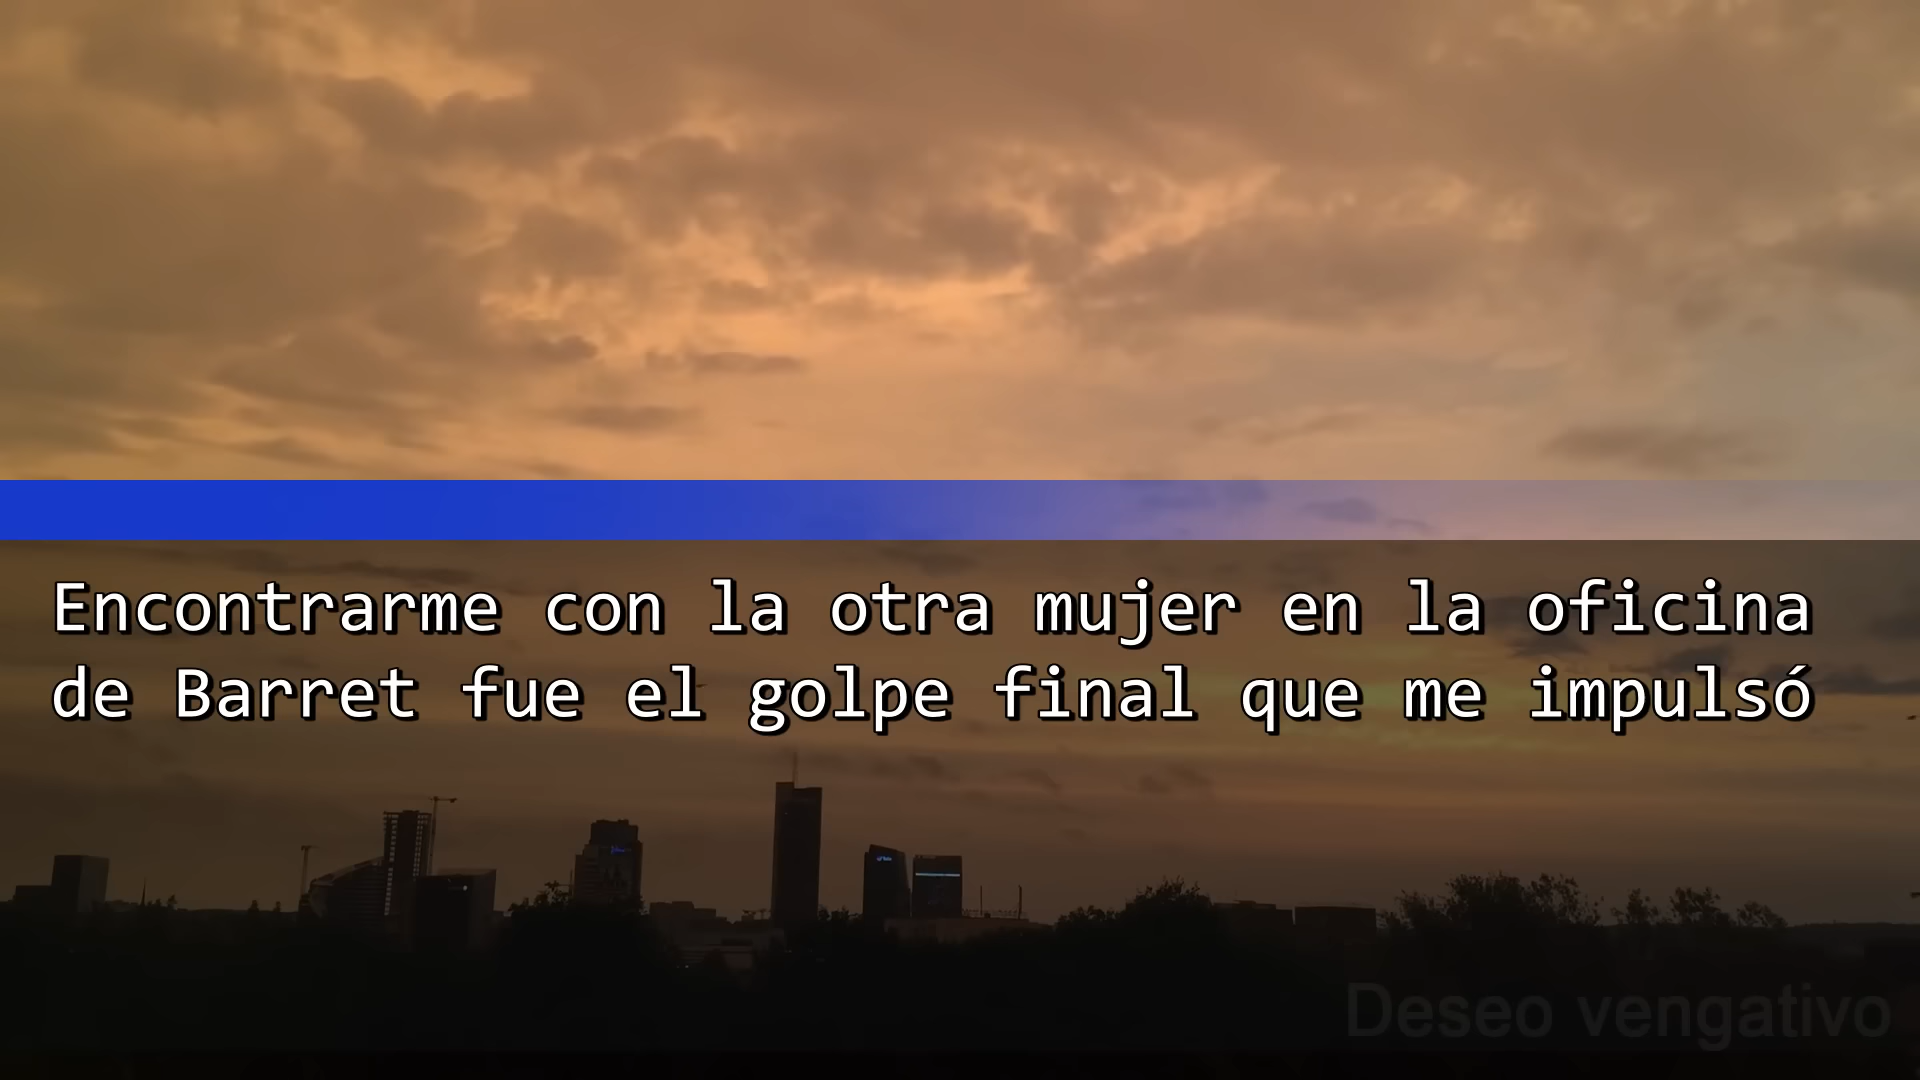 Encontrarme con la otra mujer en la oficina
de Barret fue el golpe final que me impulsó
Deseo vengativo